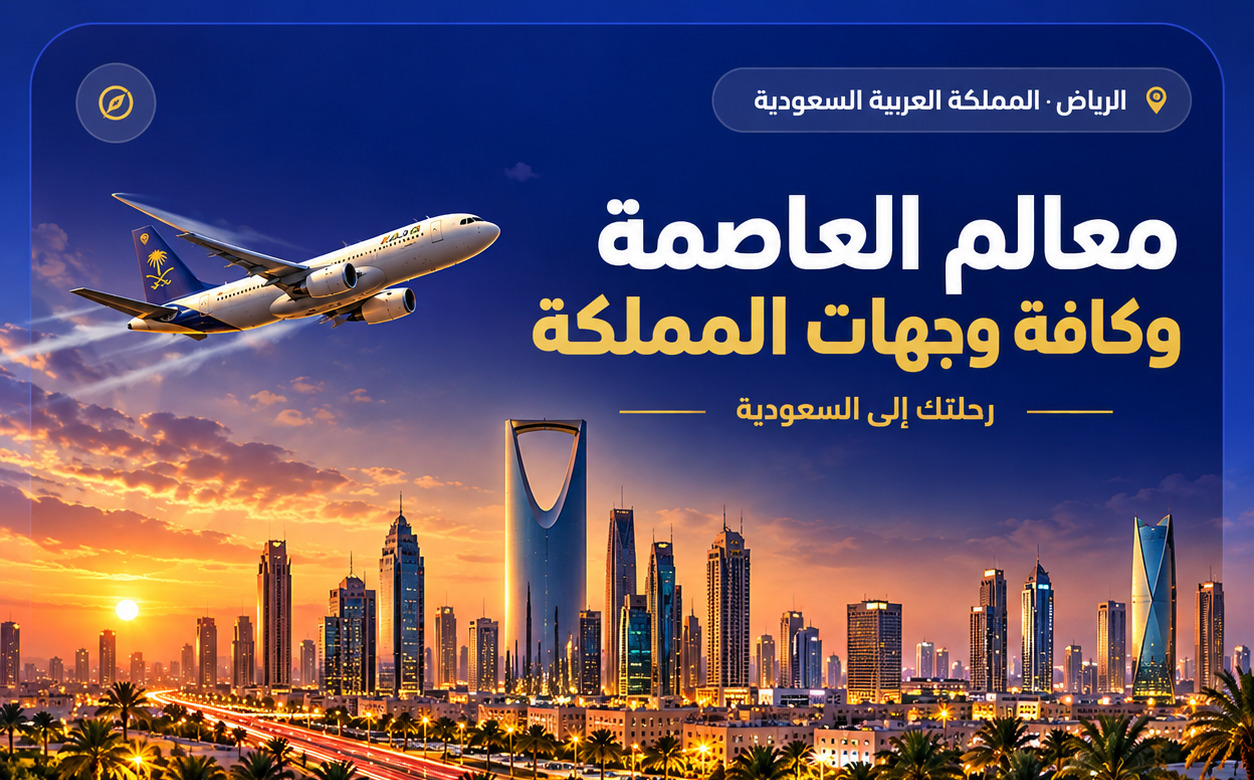 الرياض · المملكة العربية السعودية
معالم العاصمة
وكافة وجهات المملكة
رحلتك إلى السعودية